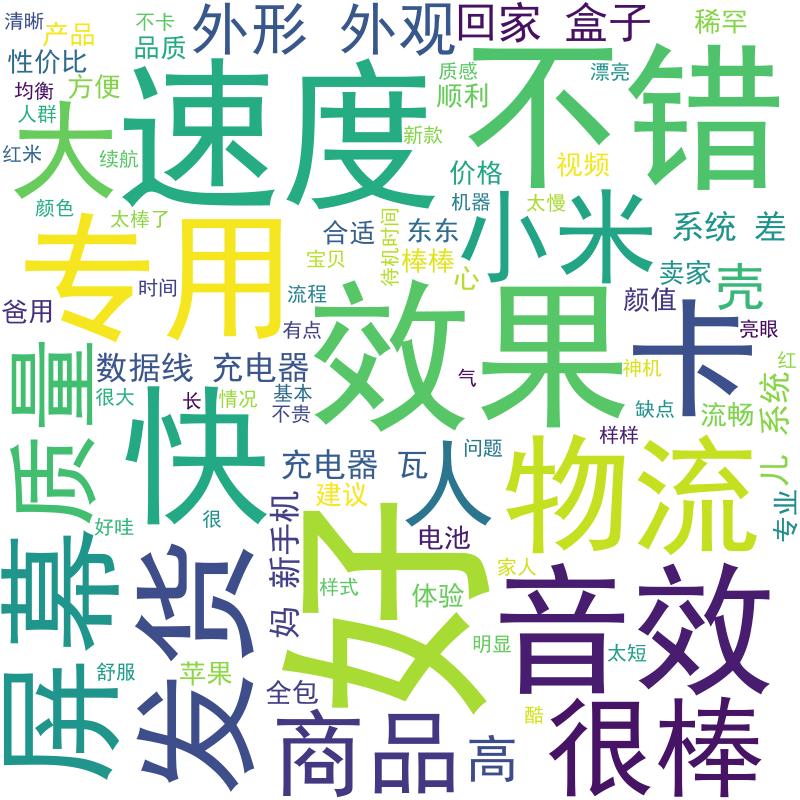 清晰
产品
不卡
品质
外形 外观
回家 盒子
稀罕
性价比
均衡
方便
人群
大
速度
质感
顺利
不错
漂亮
红米
续航
新款
价格
视频
颜色
太棒了
机器
太慢
专用
合适
东东
待机时间
小米
系统 差
宝贝
棒棒
心
卖家
壳
爸用
时间
流程
颜值
有点
效果
卡
亮眼
质量
数据线 充电器
神机
红
很大
长
情况
基本
气
缺点
流畅
系统
不贵
快
样样
充电器 瓦
人
问题
物流
儿
建议
专业
好哇
很
新手机
电池
屏幕
发货
好
家人
音效
样式
体验
妈
明显
太短
舒服
苹果
全包
酷
商品
高
很棒